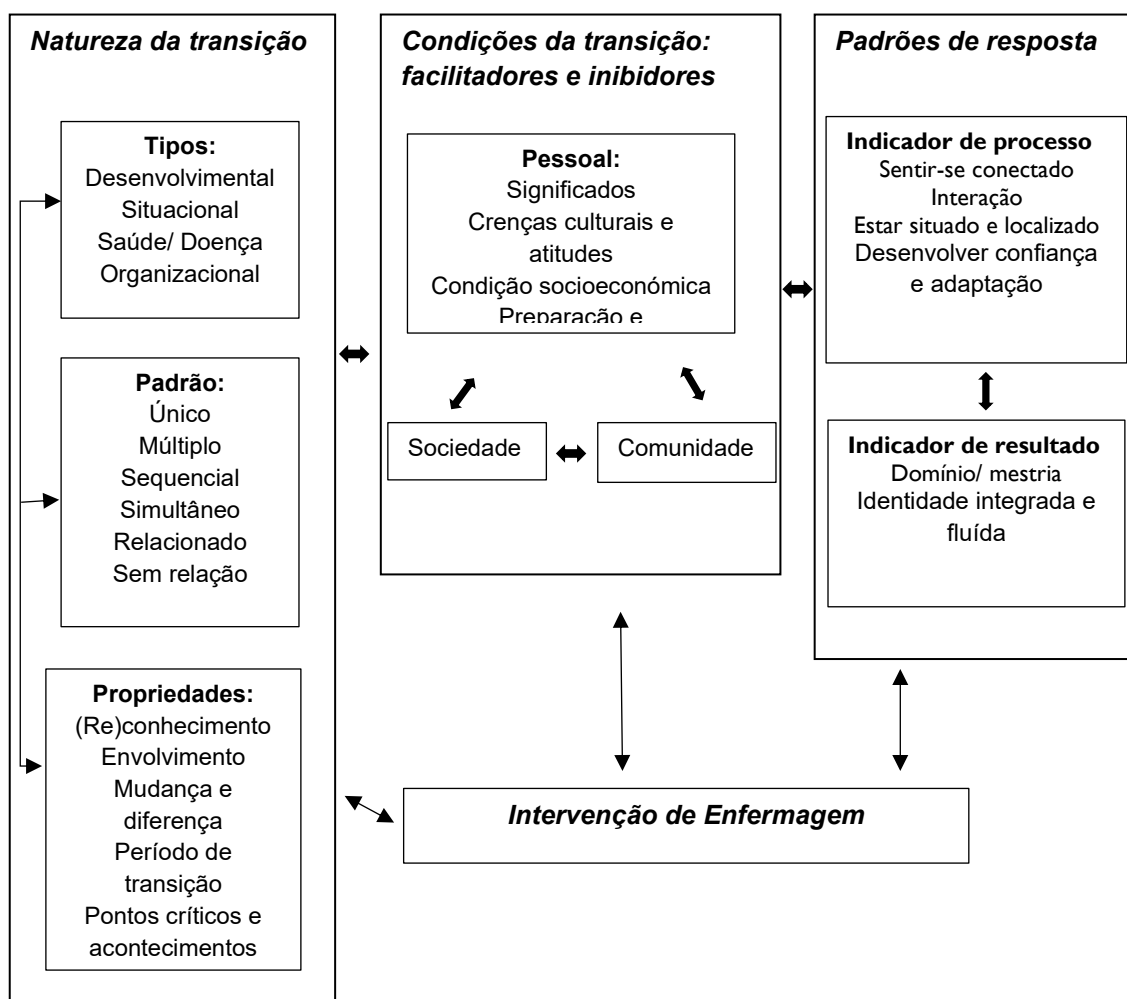 Natureza da transição
Tipos:
Desenvolvimental
Situacional
Saúde/ Doença
Organizacional
Padrão:
Único
Múltiplo
Sequencial
Simultâneo
Relacionado
Sem relação
Propriedades:
(Re)conhecimento
Envolvimento
Mudança e
diferença
Período de
transição
Pontos críticos e
acontecimentos
Condições da transição:
facilitadores e inibidores
Pessoal:
Significados
Crenças culturais e
atitudes
Condição socioeconómica
Preparação e
Sociedade
Comunidade
Padrões de resposta
Indicador de processo
Sentir-se conectado
Interação
Estar situado e localizado
Desenvolver confiança
e adaptação
Indicador de resultado
Domínio/ mestria
Identidade integrada e
fluída
Intervenção de Enfermagem